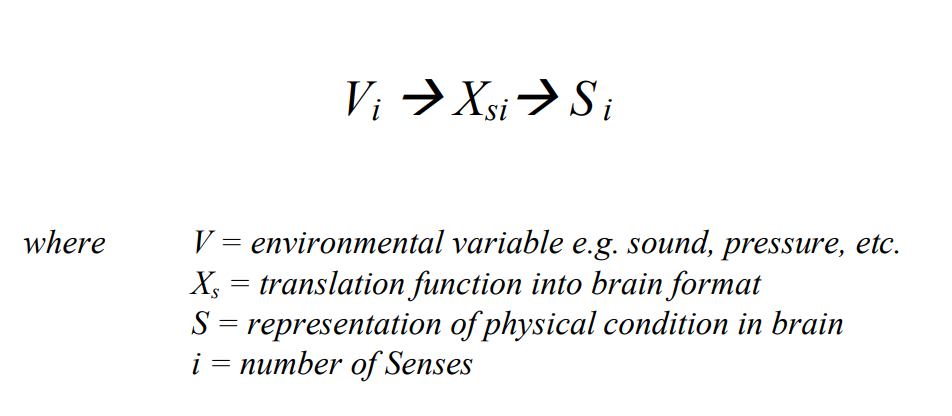 Vi → Xsi → Si
where V = environmental variable e.g. sound, pressure, etc.
Xs = translation function into brain format
S = representation of physical condition in brain
i = number of Senses